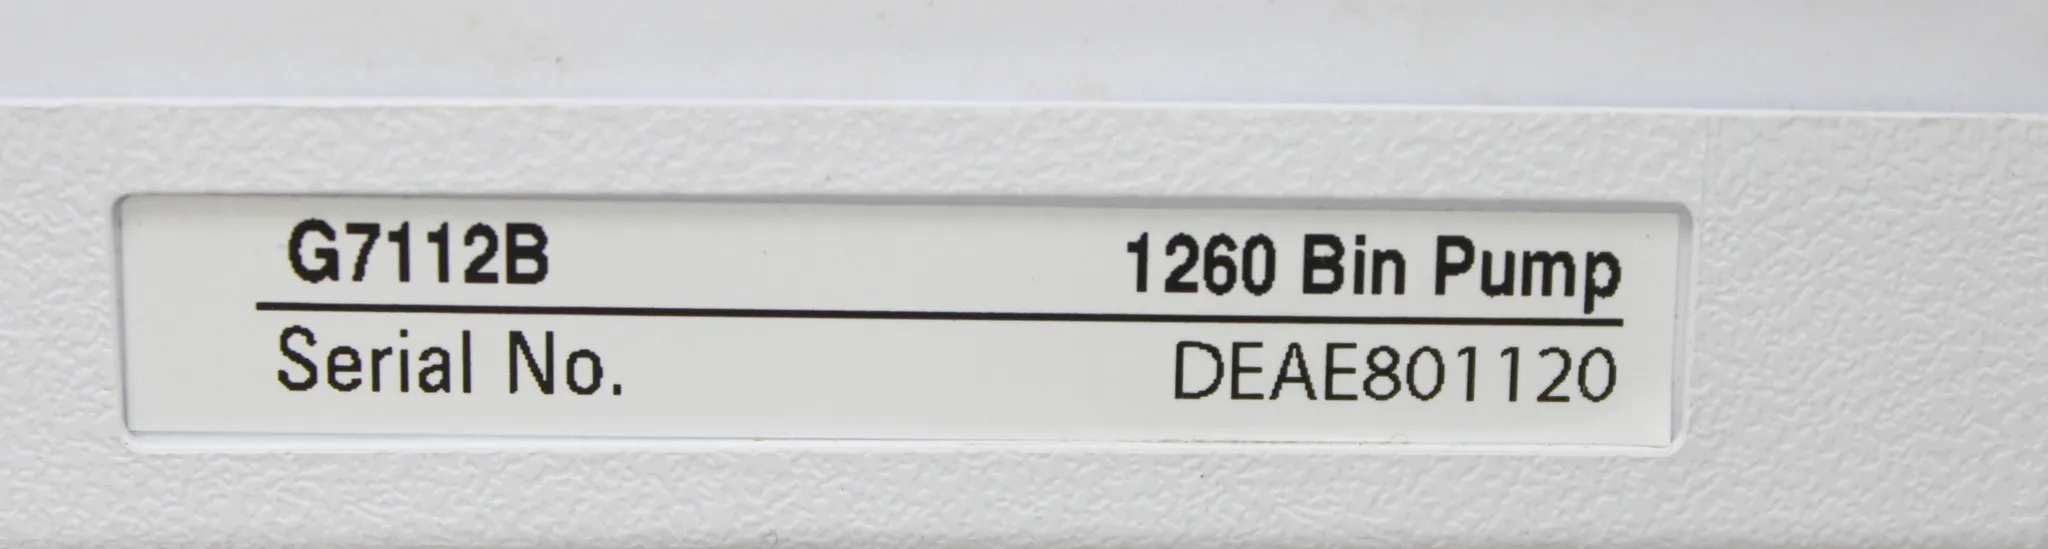 G7112B 1260 Bin Pump
Serial No. DEAE801120